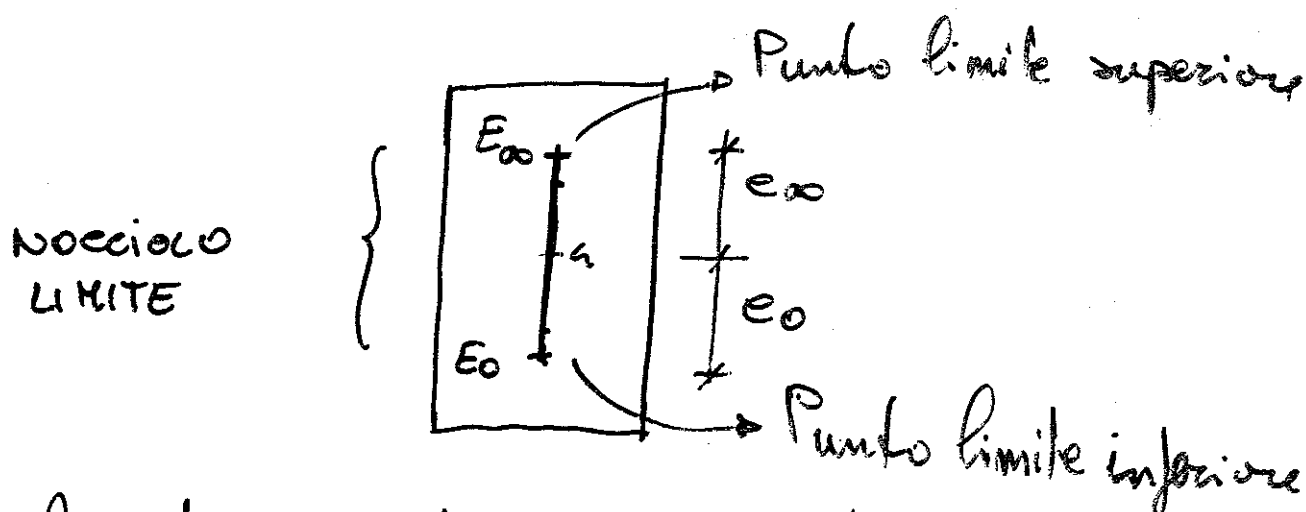 Punto limite superiore
E∞
e∞
NOCCIOLO
LIMITE
G
e₀
E₀
Punto limite inferiore